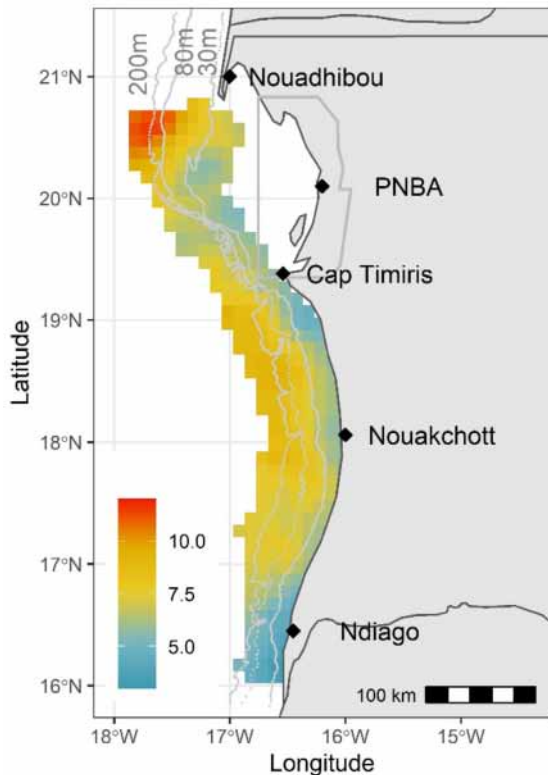 200m
80m
30m
21°N
Nouadhibou
20°N
PNBA
Cap Timiris
19°N
Latitude
18°N
Nouakchott
10.0
7.5
17°N
5.0
Ndiago
16°N
100 km
18°W
17°W
16°W
15°W
Longitude